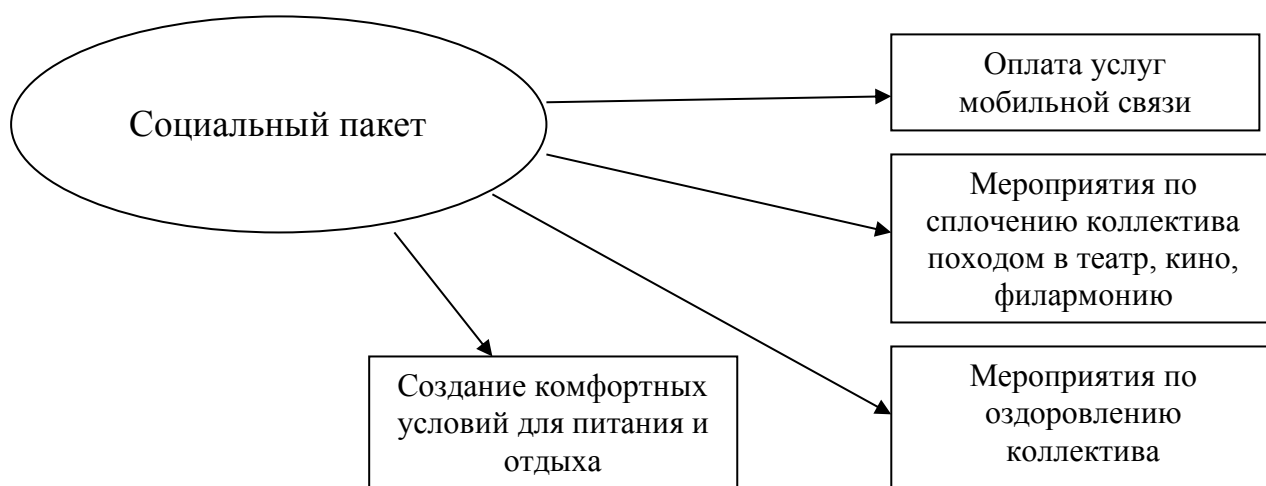 Социальный пакет
Оплата услуг
мобильной связи
Мероприятия по
сплочению коллектива
походом в театр, кино,
филармонию
Мероприятия по
оздоровлению
коллектива
Создание комфортных
условий для питания и
отдыха